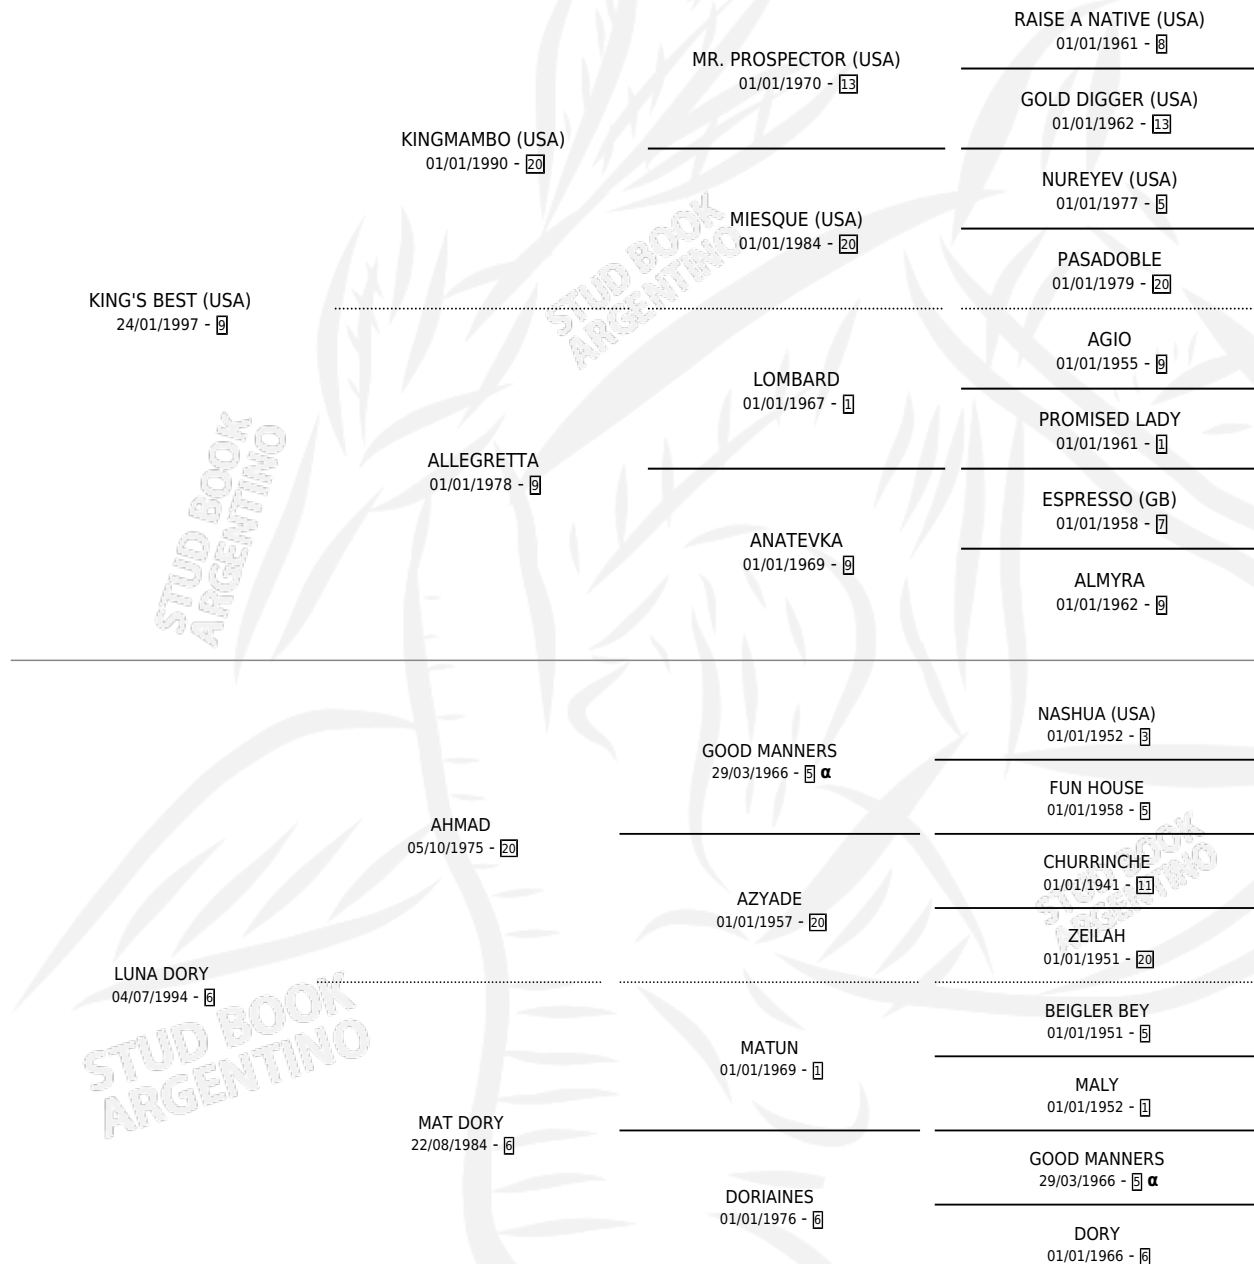 RAISE A NATIVE (USA)
01/01/1961 - 8
MR. PROSPECTOR (USA)
01/01/1970 - 13
GOLD DIGGER (USA)
01/01/1962 - 13
KINGMAMBO (USA)
01/01/1990 - 20
NUREYEV (USA)
01/01/1977 - 5
MIESQUE (USA)
01/01/1984 - 20
PASADOBLE
01/01/1979 - 20
KING'S BEST (USA)
24/01/1997 - 9
AGIO
01/01/1955 - 9
LOMBARD
01/01/1967 - 1
PROMISED LADY
01/01/1961 - 1
ALLEGRETTA
01/01/1978 - 9
ESPRESSO (GB)
01/01/1958 - 7
ANATEVKA
01/01/1969 - 9
ALMYRA
01/01/1962 - 9
NASHUA (USA)
01/01/1952 - 3
GOOD MANNERS
29/03/1966 - 5 α
FUN HOUSE
01/01/1958 - 5
AHMAD
05/10/1975 - 20
CHURRINCHE
01/01/1941 - 11
AZYADE
01/01/1957 - 20
ZEILAH
01/01/1951 - 20
LUNA DORY
04/07/1994 - 6
BEIGLER BEY
01/01/1951 - 5
MATUN
01/01/1969 - 1
MALY
01/01/1952 - 1
MAT DORY
22/08/1984 - 6
GOOD MANNERS
29/03/1966 - 5 α
DORIAINES
01/01/1976 - 6
DORY
01/01/1966 - 6
STUD BOOK
ARGENTINO
STUD BOOK
ARGENTINO
STUD BOOK
ARGENTINO
STUD BOOK
ARGENTINO